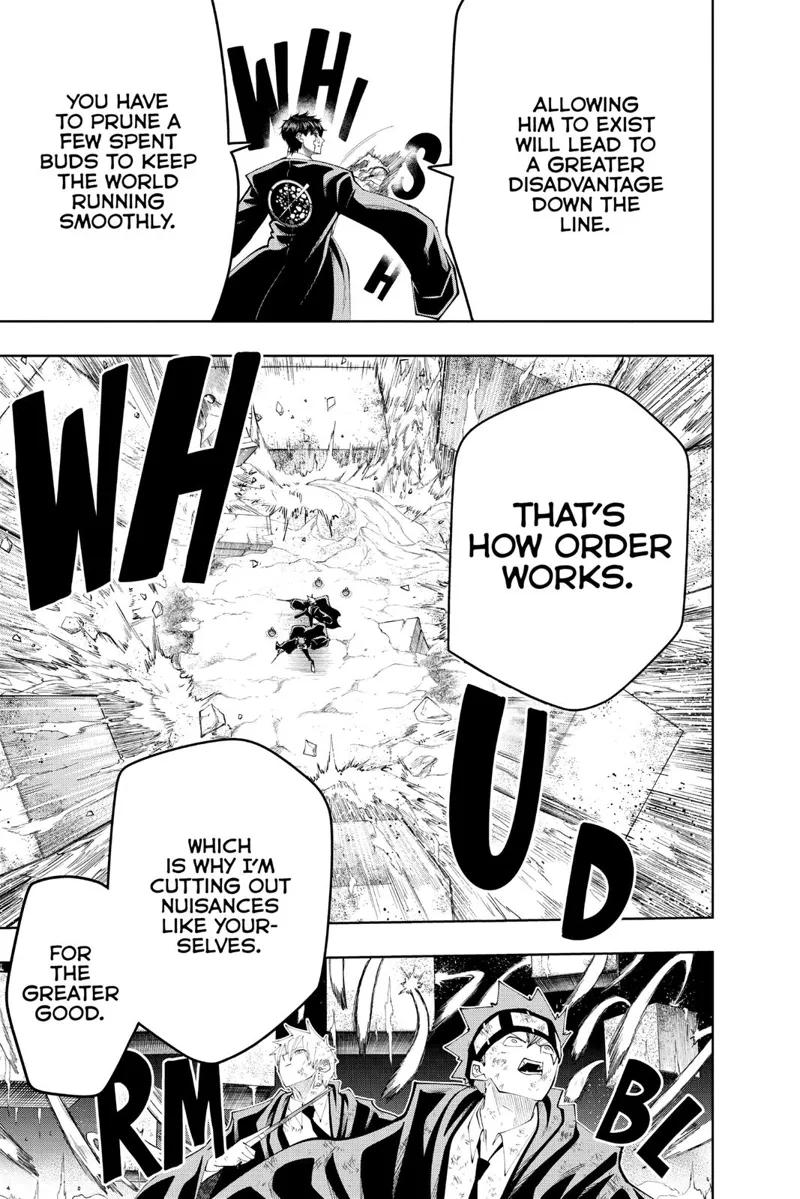 ALLOWING
HIM TO EXIST
WILL LEAD TO
A GREATER
DISADVANTAGE
DOWN THE
LINE.
WHI
S
H
YOU HAVE
TO PRUNE A
FEW SPENT
BUDS TO KEEP
THE WORLD
RUNNING
SMOOTHLY.
THAT'S
HOW ORDER
WORKS.
WH
U
D
WHICH
IS WHY I'M
CUTTING OUT
NUISANCES
LIKE YOUR-
SELVES.
FOR
THE
GREATER
GOOD.
RM
BL